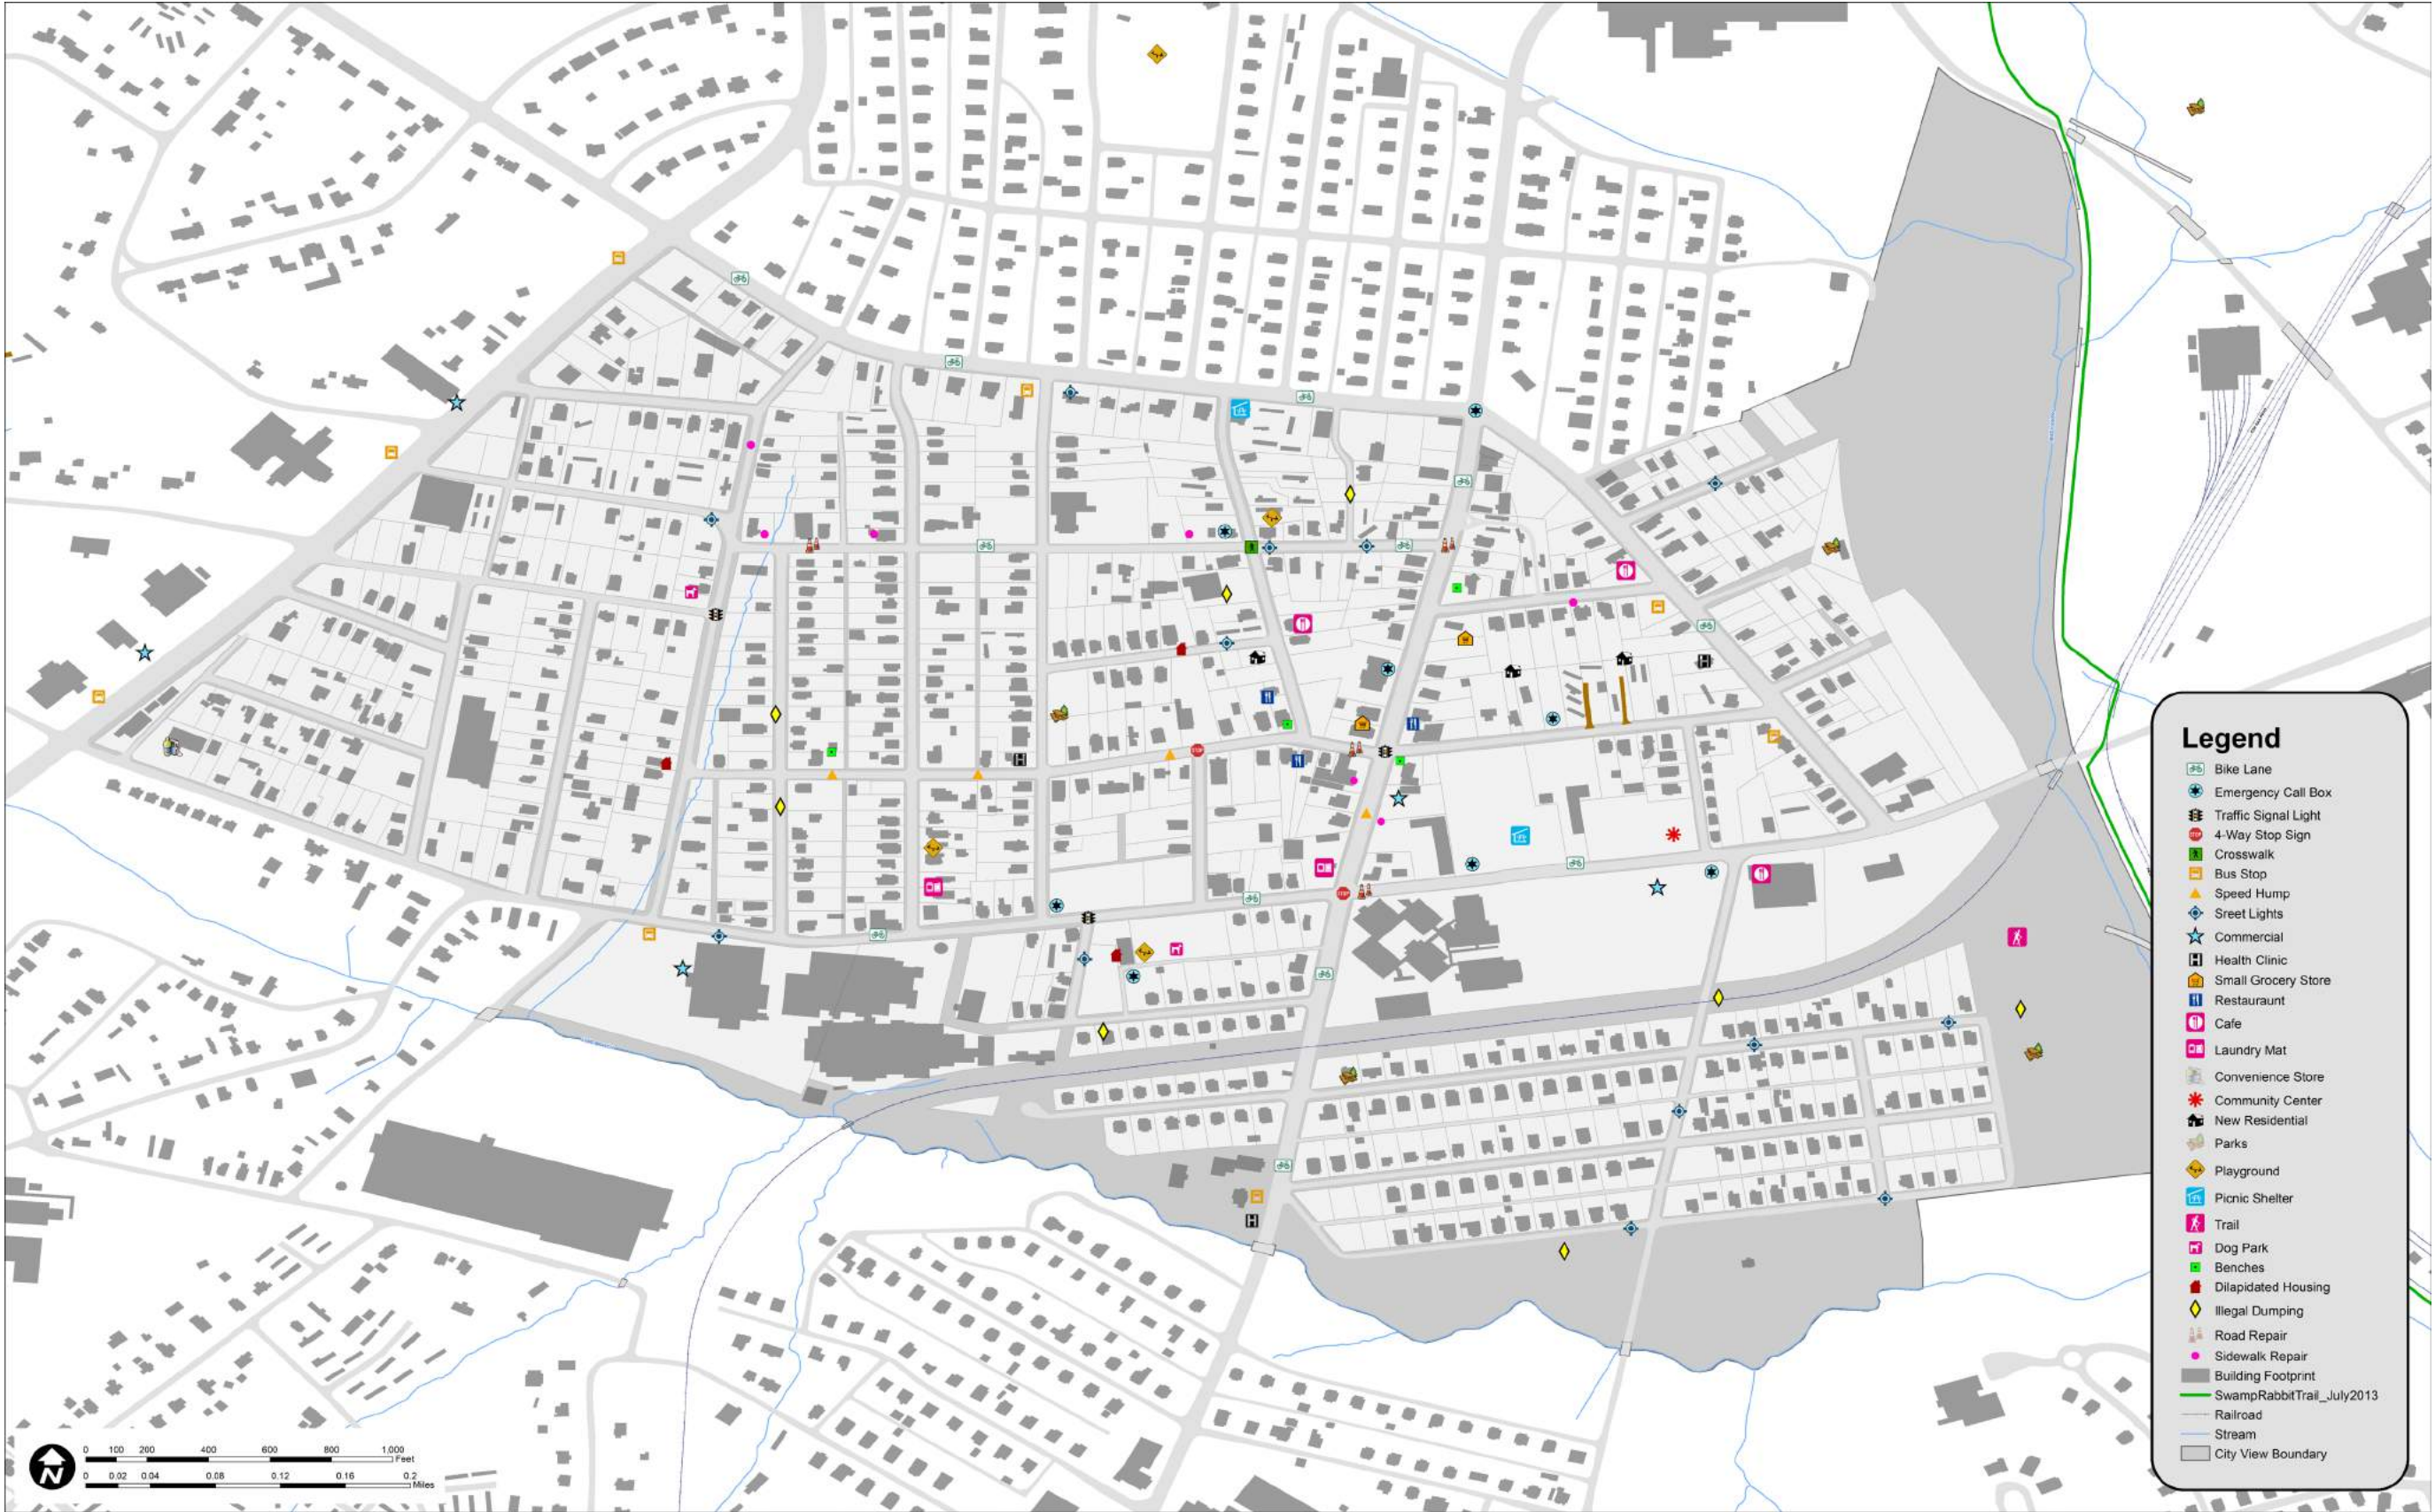 Legend
Bike Lane
Emergency Call Box
Traffic Signal Light
4-Way Stop Sign
Crosswalk
Bus Stop
Speed Hump
Sreet Lights
Commercial
Health Clinic
Small Grocery Store
Restauraunt
Cafe
Laundry Mat
Convenience Store
Community Center
New Residential
Parks
Playground
Picnic Shelter
Trail
Dog Park
Benches
Dilapidated Housing
Illegal Dumping
Road Repair
Sidewalk Repair
Building Footprint
SwampRabbitTrail_July2013
Railroad
Stream
City View Boundary
STOP
STOP
N
0 100 200 400 600 800 1,000
Feet
0 0.02 0.04 0.08 0.12 0.16 0.2
Miles